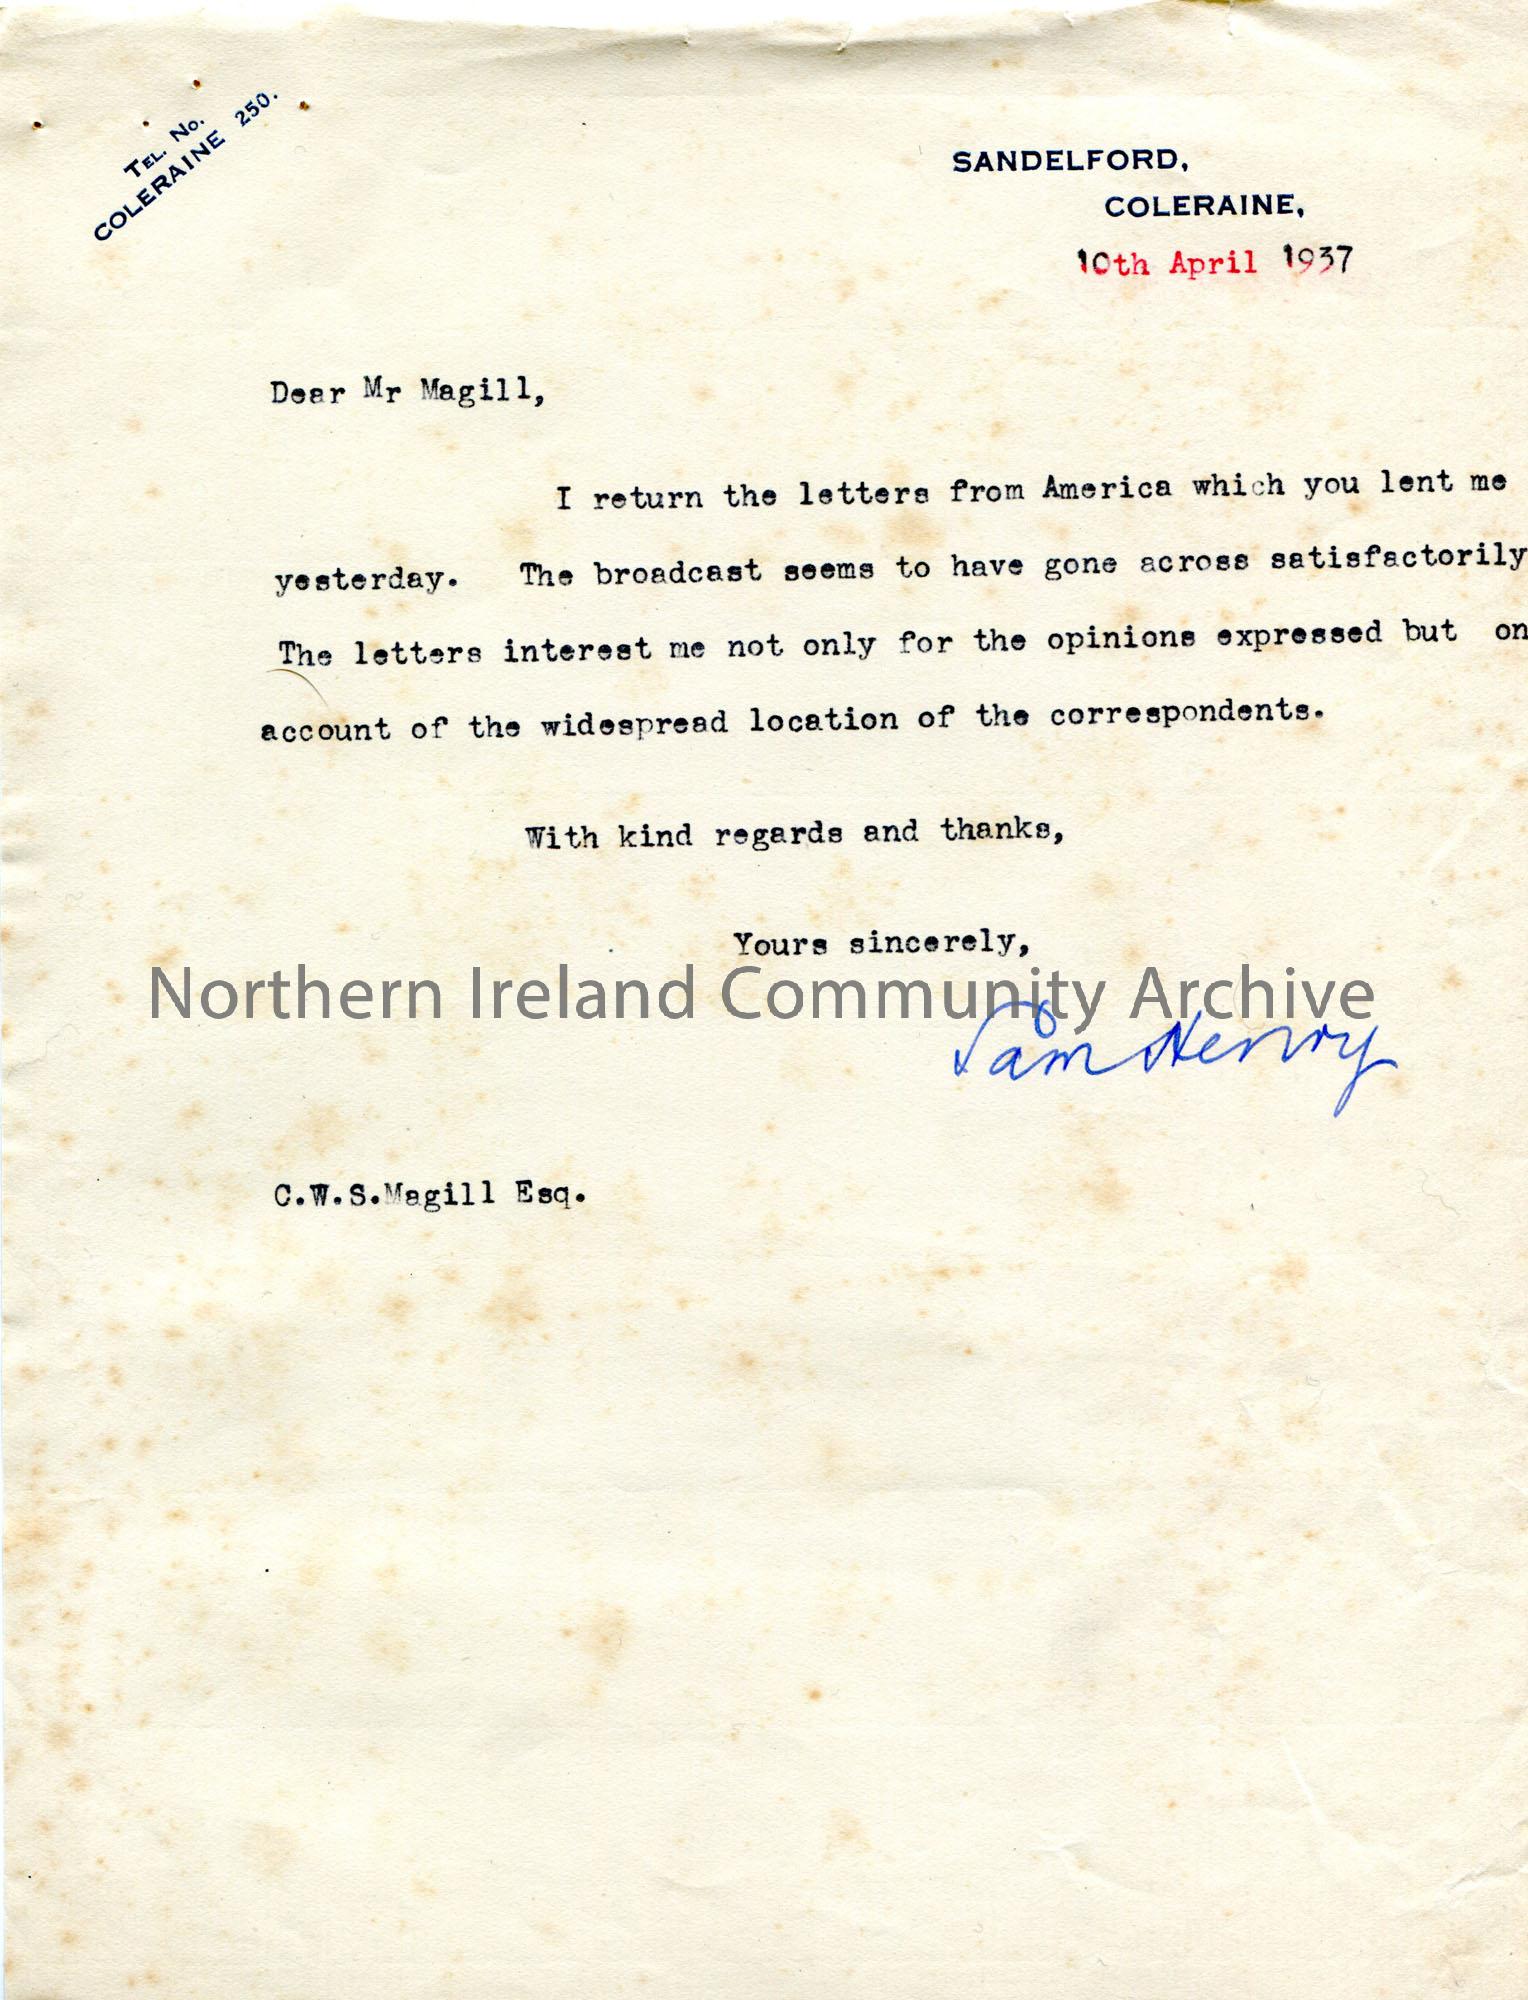 TEL. No.
COLERAINE 250.
SANDELFORD,
COLERAINE,
10th April 1937
Dear Mr Magill,
I return the letters from America which you lent me
yesterday. The broadcast seems to have gone across satisfactorily
The letters interest me not only for the opinions expressed but on
account of the widespread location of the correspondents.
With kind regards and thanks,
Yours sincerely,
Northern Ireland Community Archive
Sam Henry
C.W.S.Magill Esq.